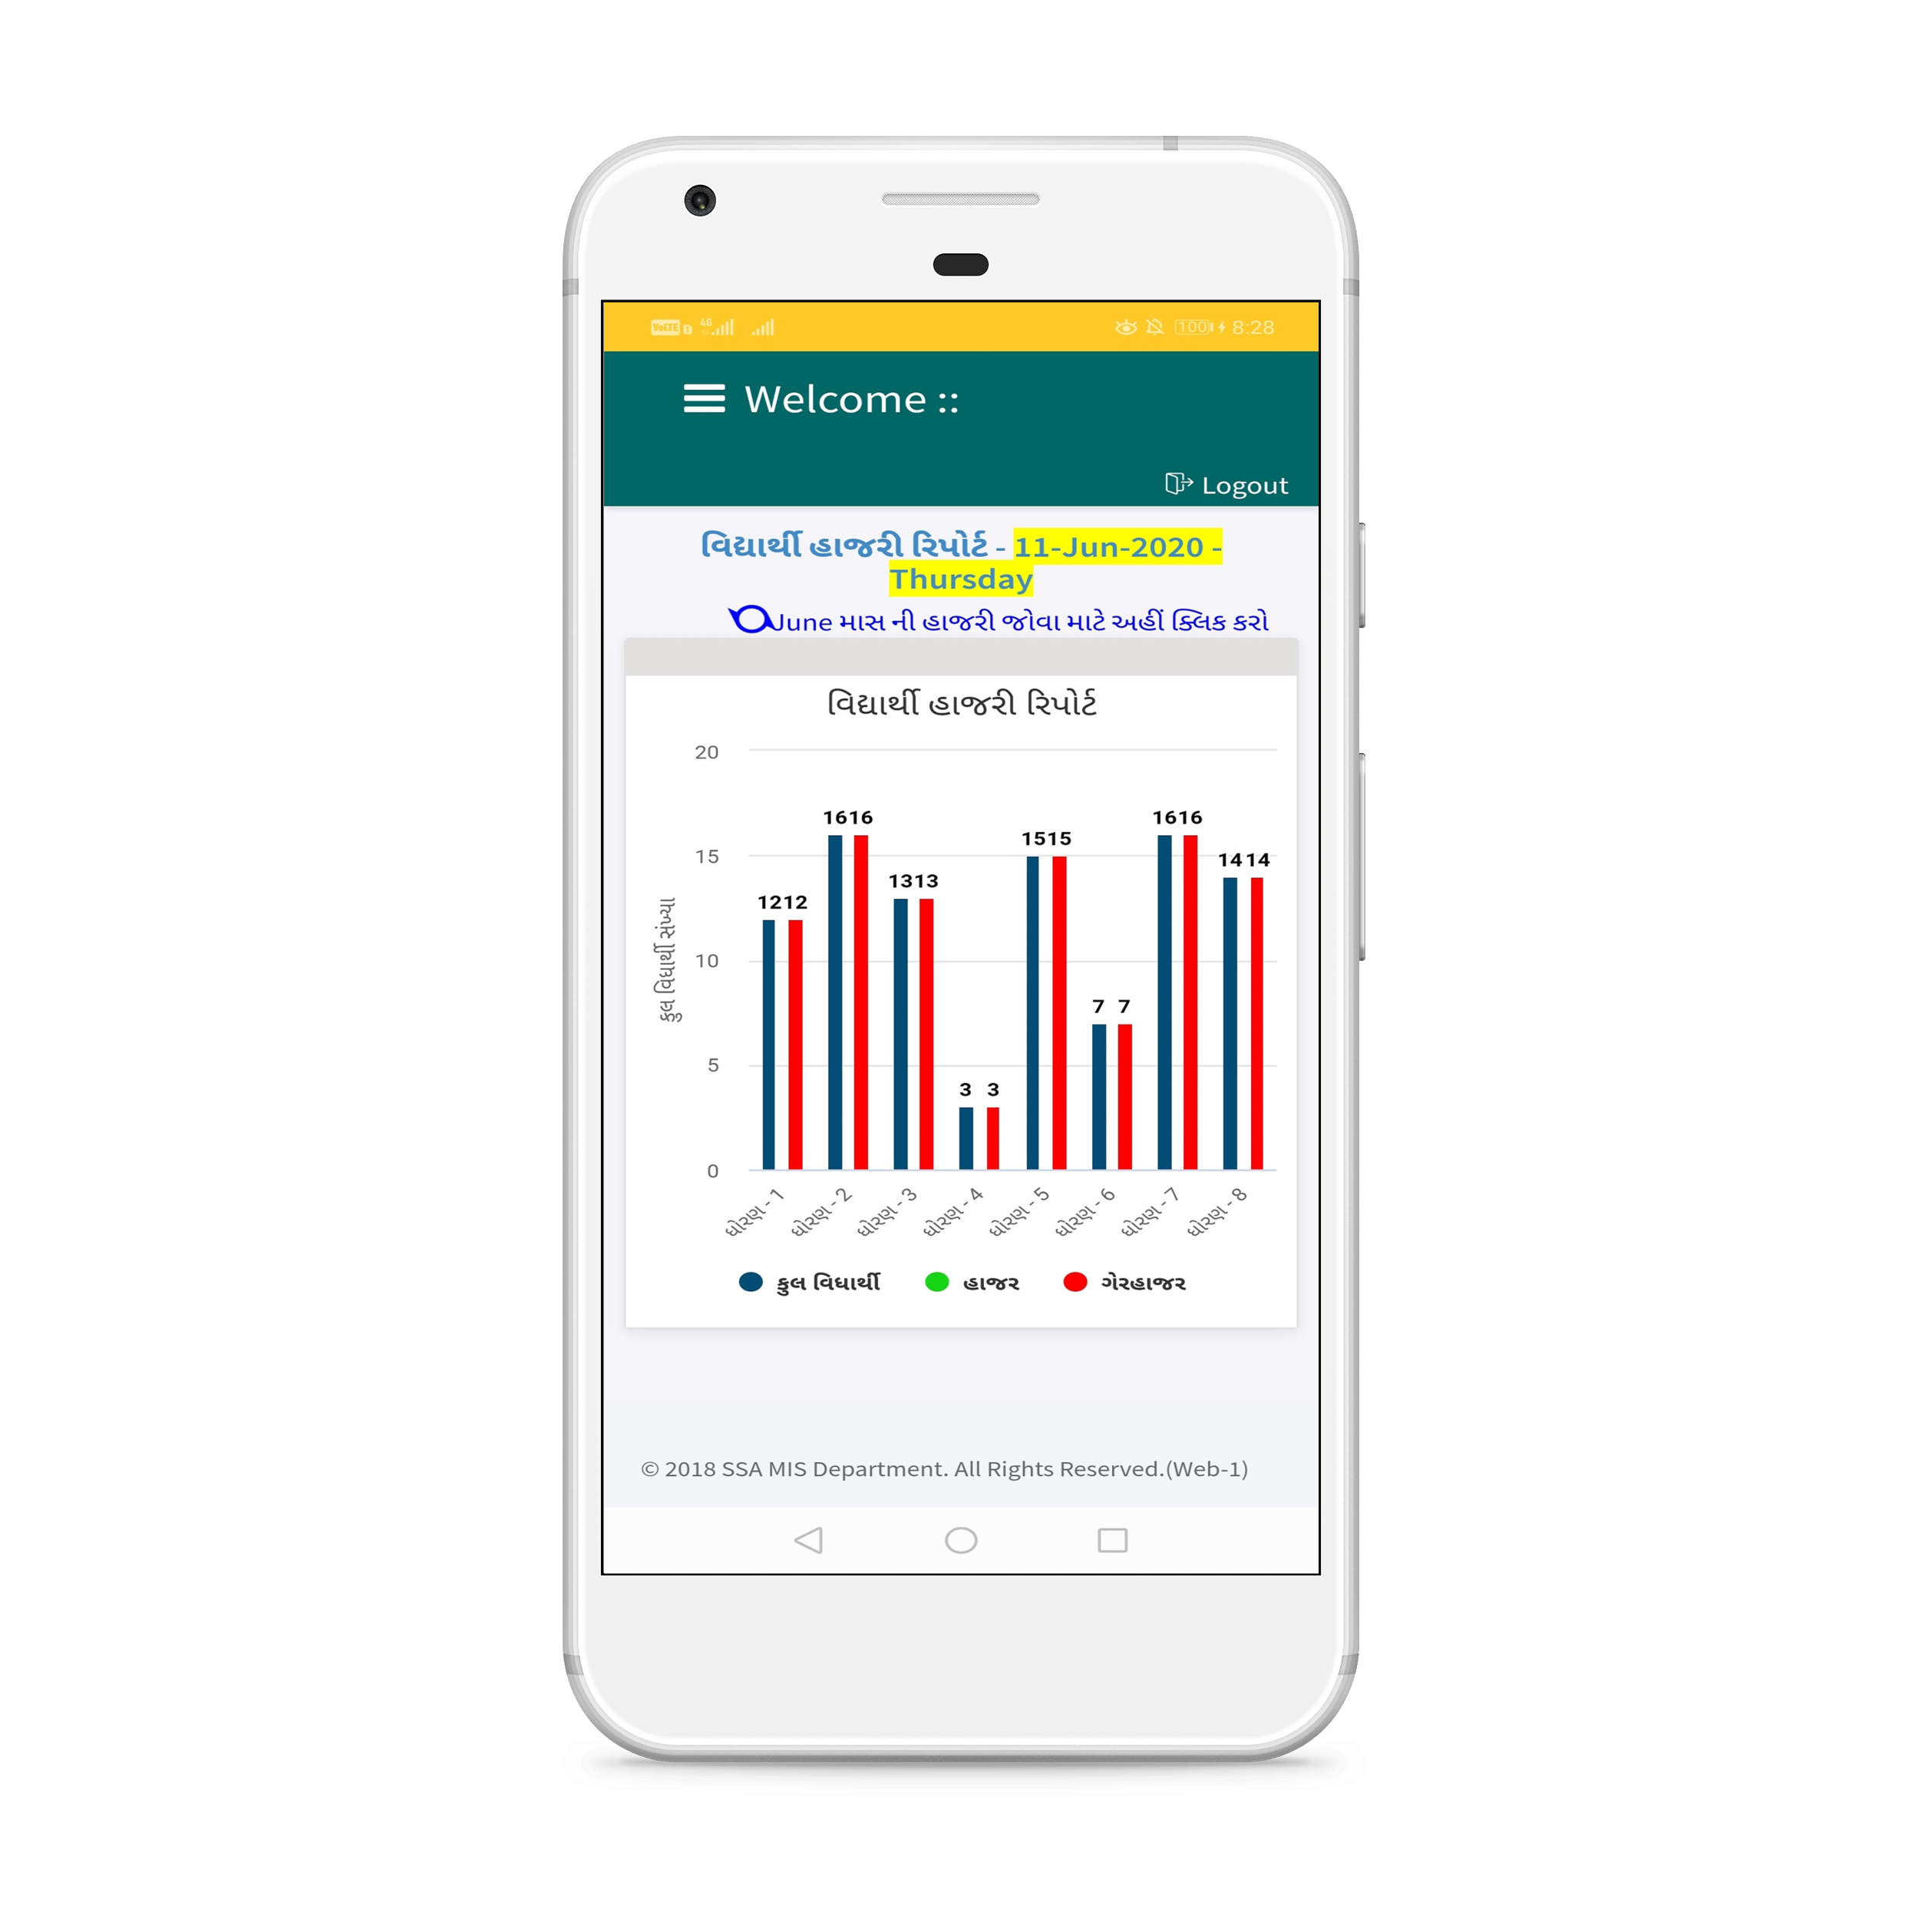 VoLTE 4G 100 8:28
Welcome ::
Logout
વિદ્યાર્થી હાજરી રિપોર્ટ - 11-Jun-2020 -
Thursday
June માસ ની હાજરી જોવા માટે અહીં ક્લિક કરો
વિદ્યાર્થી હાજરી રિપોર્ટ
કુલ વિદ્યાર્થી સંખ્યા
20
15
10
5
0
12 12 16 16 13 13 3 3 15 15 7 7 16 16 14 14
ધોરણ - 1 ધોરણ - 2 ધોરણ - 3 ધોરણ - 4 ધોરણ - 5 ધોરણ - 6 ધોરણ - 7 ધોરણ - 8
કુલ વિધાર્થી હાજર ગેરહાજર
© 2018 SSA MIS Department. All Rights Reserved.(Web-1)